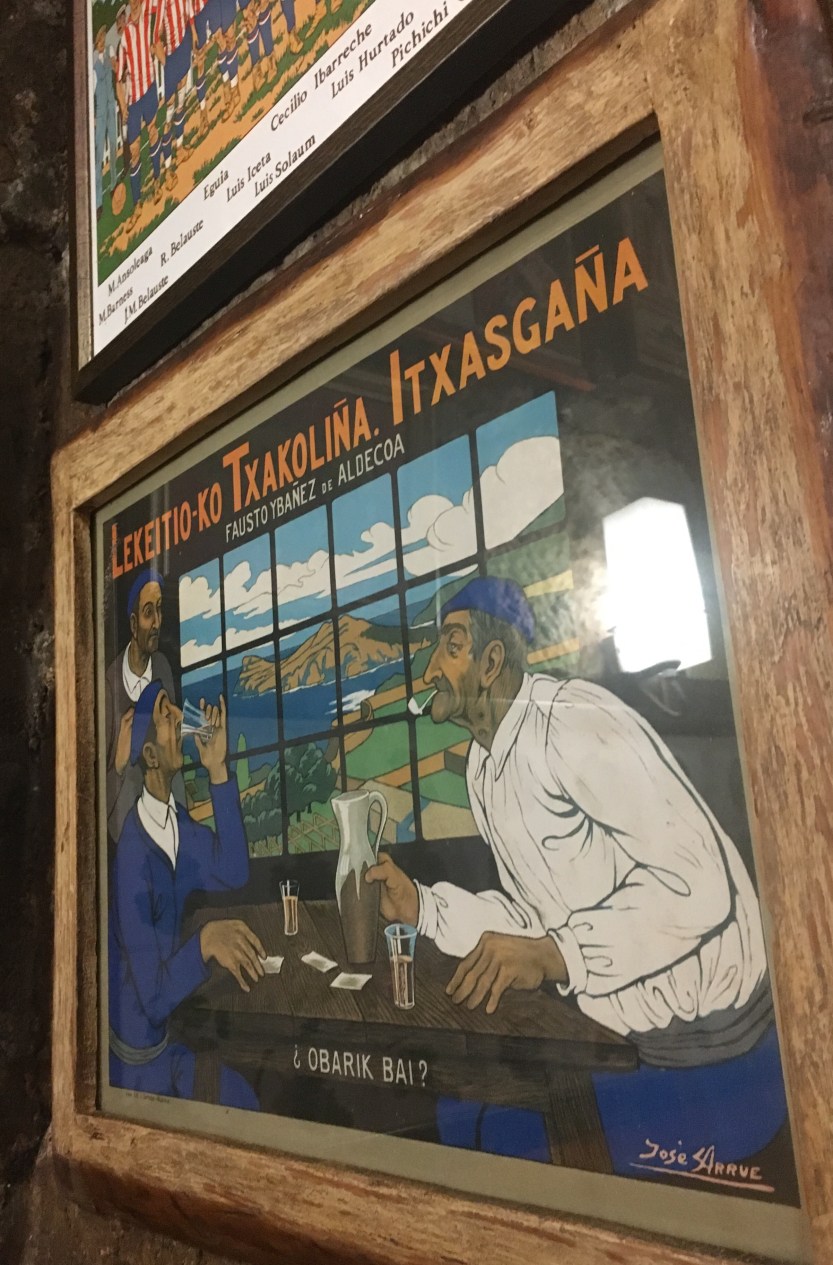 Cecilio Ibarreche
Luis Hurtado
Pichichi
Eguia
Luis Iceta
Luis Solaum
M.Ansoleaga
R. Belauste
M.Barness
J.M.Belauste
LEKEITIO-KO TXAKOLIÑA. ITXASGAÑA
FAUSTO YBAÑEZ DE ALDECOA
¿ OBARIK BAI ?
José Arrue